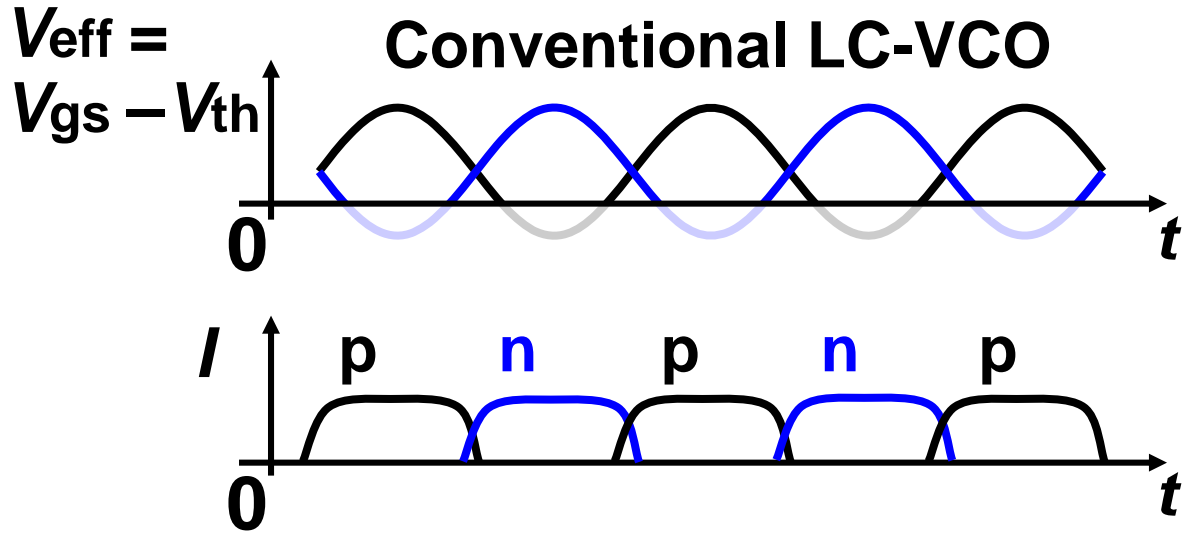 Veff =
Vgs – Vth
Conventional LC-VCO
0
t
I
p n p n p
0
t